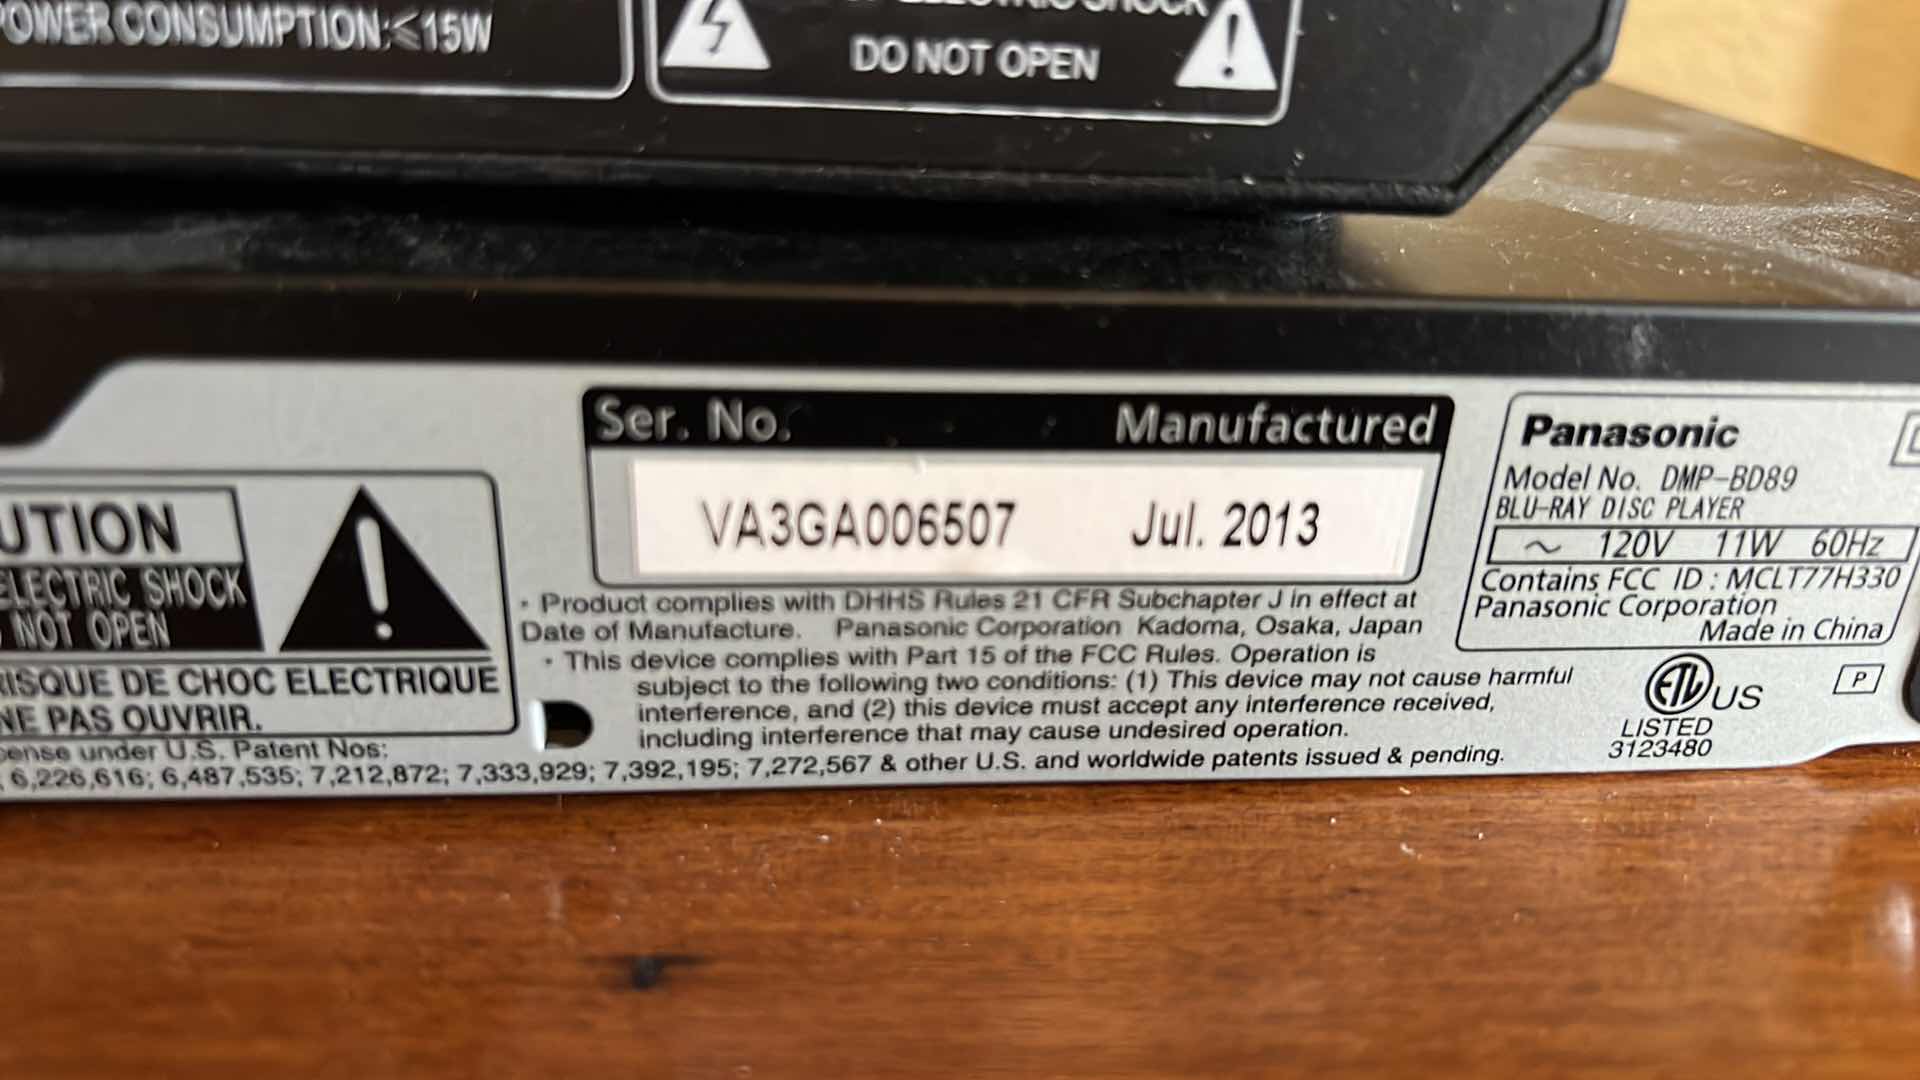 POWER CONSUMPTION:≤15W
SHOCK
DO NOT OPEN
Ser. No. Manufactured
VA3GA006507 Jul. 2013
UTION
ELECTRIC SHOCK
NOT OPEN
RISQUE DE CHOC ELECTRIQUE
NE PAS OUVRIR.
• Product complies with DHHS Rules 21 CFR Subchapter J in effect at
Date of Manufacture. Panasonic Corporation Kadoma, Osaka, Japan
• This device complies with Part 15 of the FCC Rules. Operation is
subject to the following two conditions: (1) This device may not cause harmful
interference, and (2) this device must accept any interference received,
including interference that may cause undesired operation.
cense under U.S. Patent Nos:
; 6,226,616; 6,487,535; 7,212,872; 7,333,929; 7,392,195; 7,272,567 & other U.S. and worldwide patents issued & pending.
Panasonic
Model No. DMP-BD89
BLU-RAY DISC PLAYER
~ 120V 11W 60Hz
Contains FCC ID : MCLT77H330
Panasonic Corporation
Made in China
ETL US
LISTED
3123480
P